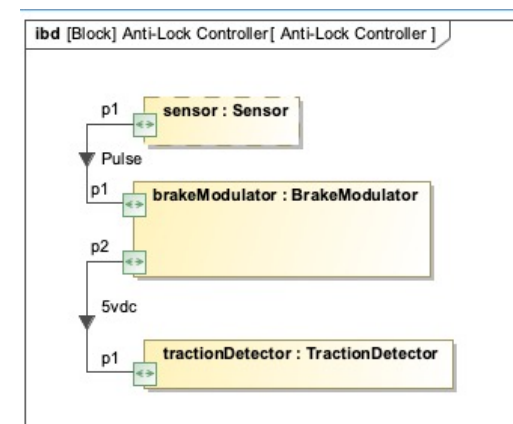 ibd [Block] Anti-Lock Controller[ Anti-Lock Controller ]
p1
sensor : Sensor
Pulse
p1
brakeModulator : BrakeModulator
p2
5vdc
p1
tractionDetector : TractionDetector